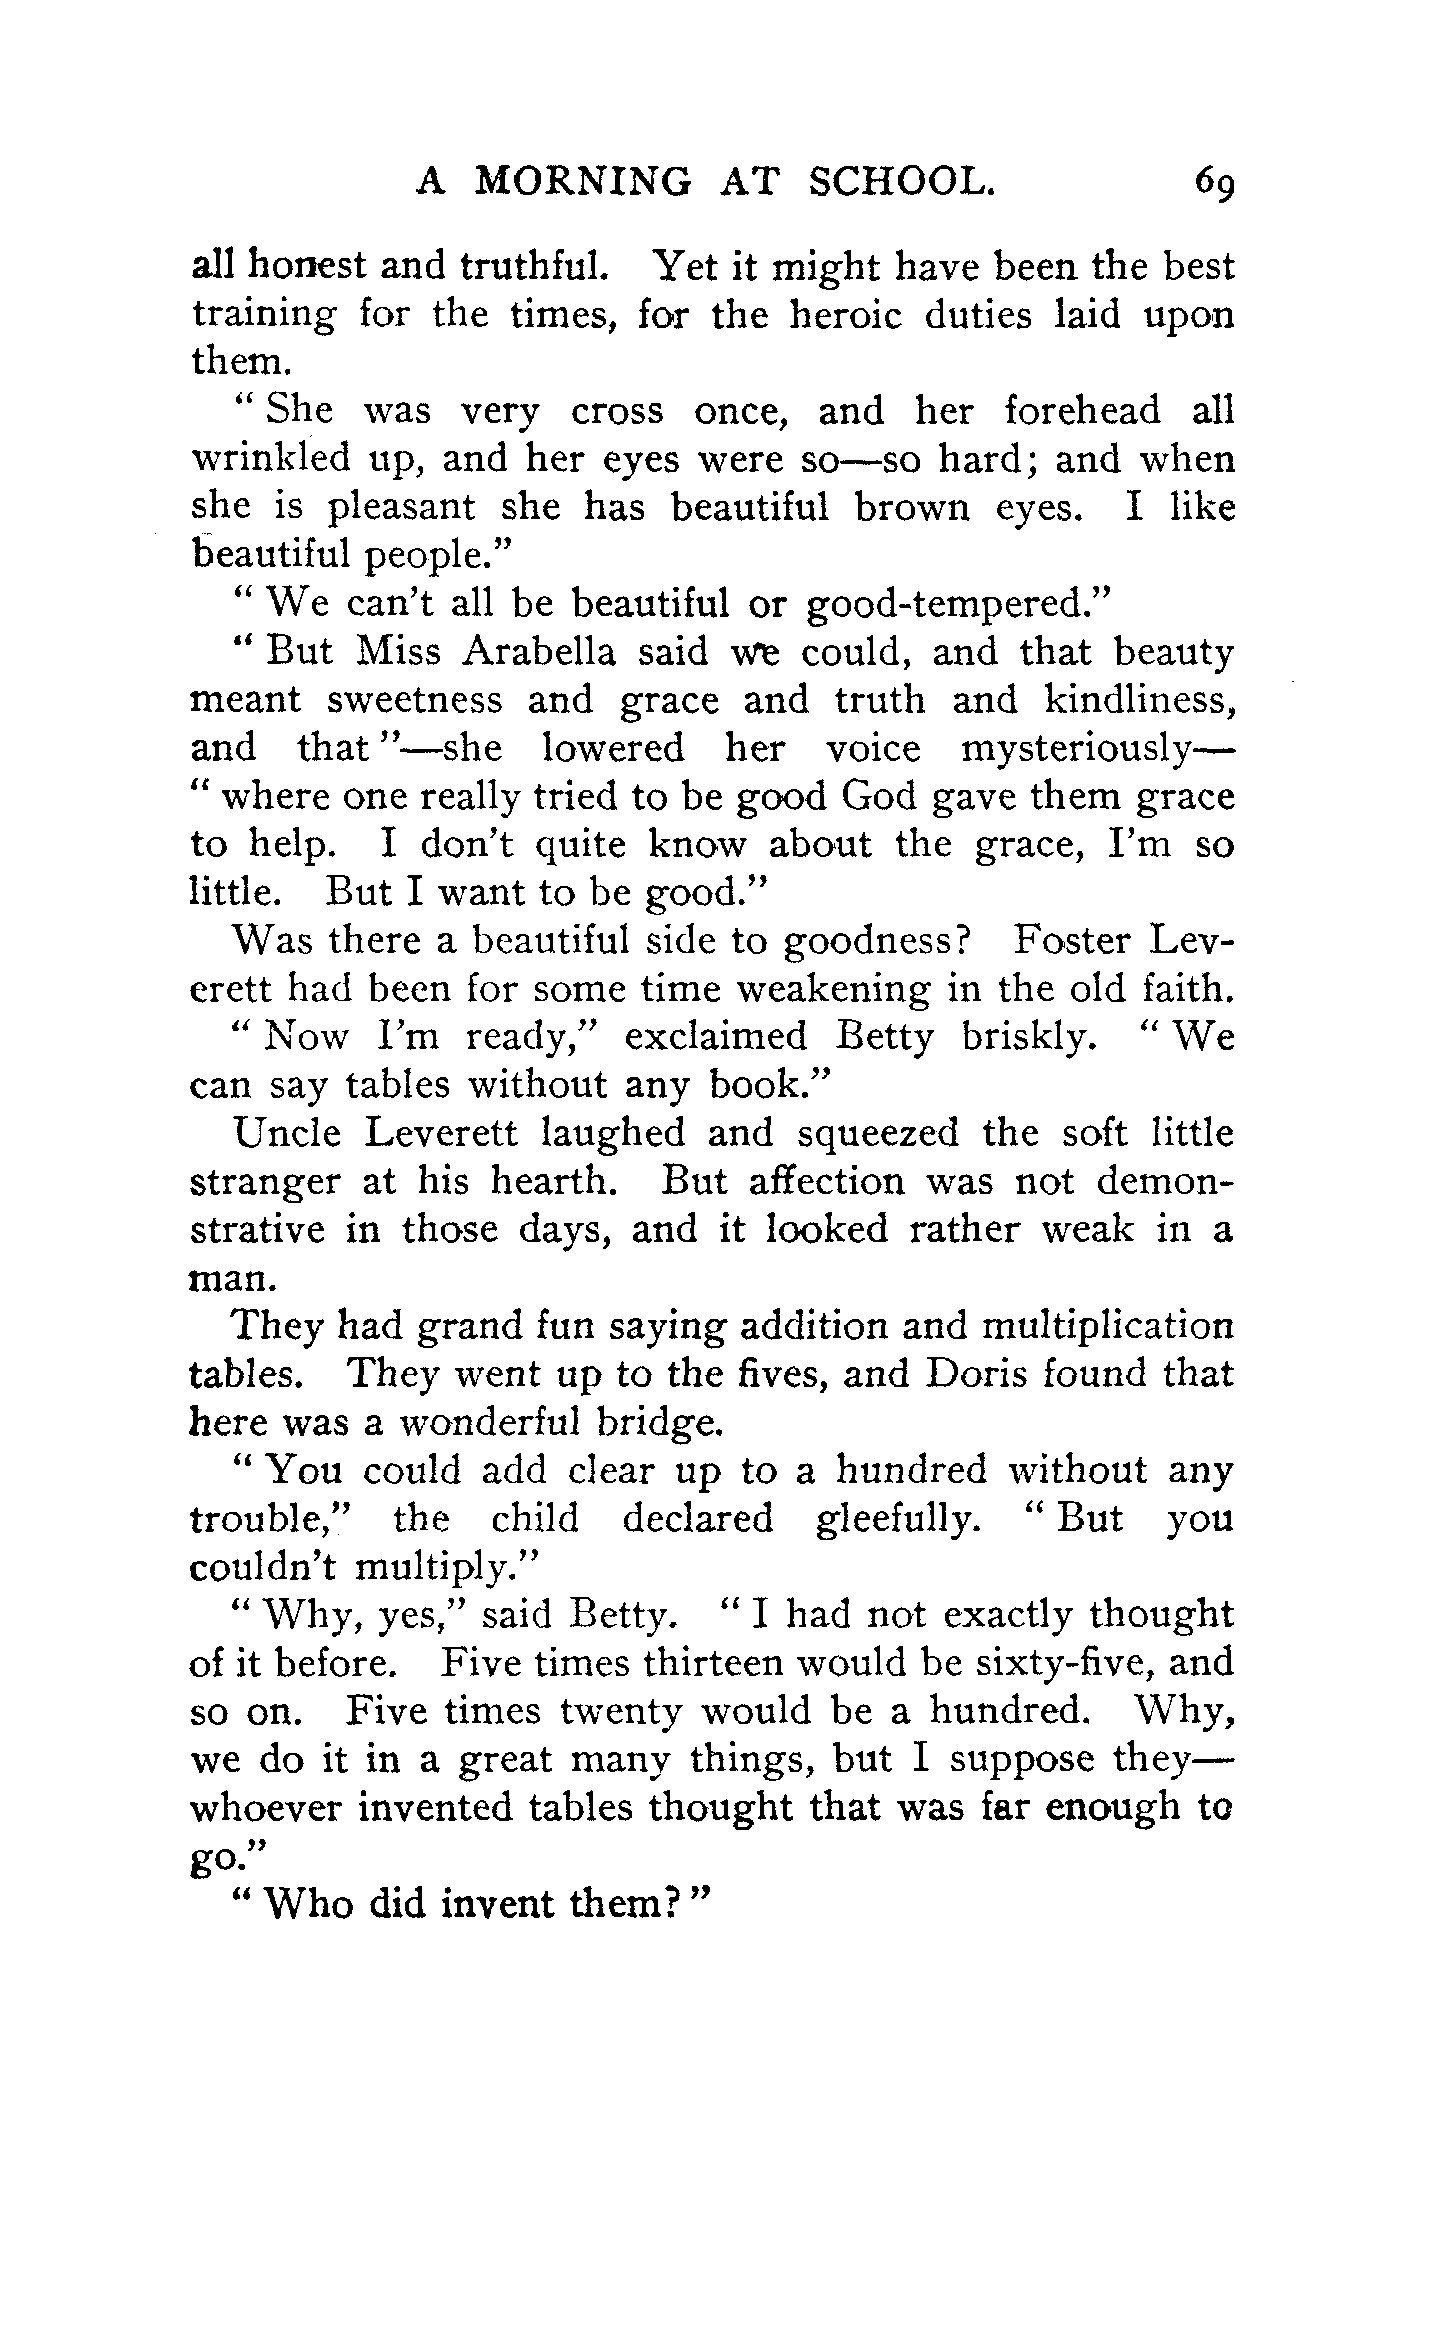 A MORNING AT SCHOOL. 69
all honest and truthful. Yet it might have been the best
training for the times, for the heroic duties laid upon
them.
" She was very cross once, and her forehead all
wrinkled up, and her eyes were so—so hard; and when
she is pleasant she has beautiful brown eyes. I like
beautiful people."
" We can't all be beautiful or good-tempered."
" But Miss Arabella said we could, and that beauty
meant sweetness and grace and truth and kindliness,
and that "—she lowered her voice mysteriously—
" where one really tried to be good God gave them grace
to help. I don't quite know about the grace, I'm so
little. But I want to be good."
Was there a beautiful side to goodness? Foster Lev-
erett had been for some time weakening in the old faith.
" Now I'm ready," exclaimed Betty briskly. " We
can say tables without any book."
Uncle Leverett laughed and squeezed the soft little
stranger at his hearth. But affection was not demon-
strative in those days, and it looked rather weak in a
man.
They had grand fun saying addition and multiplication
tables. They went up to the fives, and Doris found that
here was a wonderful bridge.
" You could add clear up to a hundred without any
trouble," the child declared gleefully. " But you
couldn't multiply."
" Why, yes," said Betty. " I had not exactly thought
of it before. Five times thirteen would be sixty-five, and
so on. Five times twenty would be a hundred. Why,
we do it in a great many things, but I suppose they—
whoever invented tables thought that was far enough to
go."
" Who did invent them? "